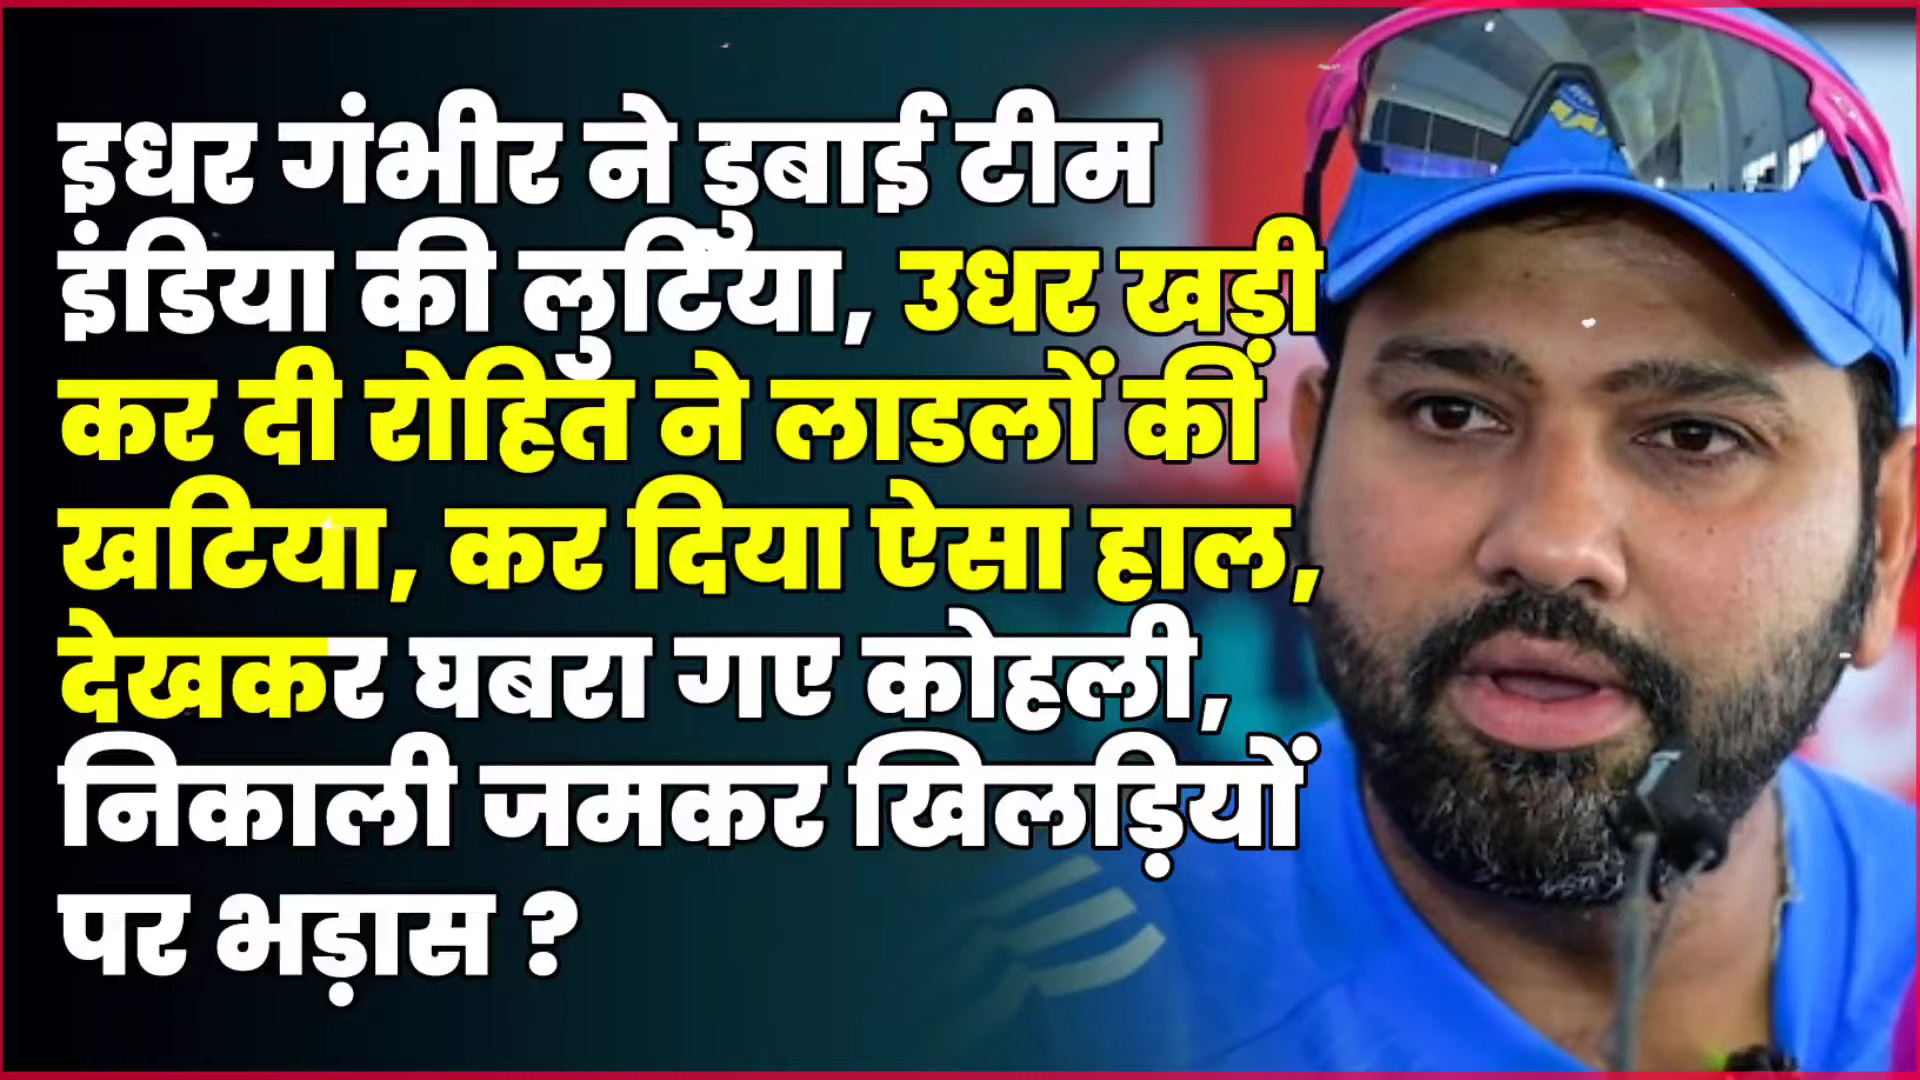 इधर गंभीर ने डुबाई टीम
इंडिया की लुटिया, उधर खड़ी
कर दी रोहित ने लाडलों की
खटिया, कर दिया ऐसा हाल,
देखकर घबरा गए कोहली,
निकाली जमकर खिलाड़ियों
पर भड़ास ?